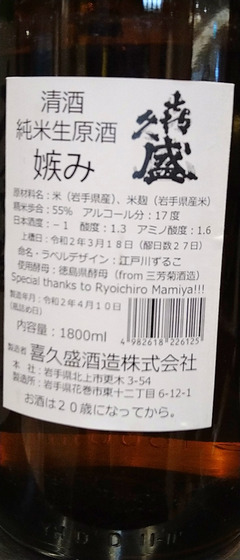 清酒
純米生原酒
嫉み
喜久盛
原材料名：米（岩手県産）、米麹（岩手県産米）
精米歩合：55%　アルコール分：17度
日本酒度：－1　酸度：1.3　アミノ酸度：1.6
上槽日：令和2年3月18日（醪日数27日）
命名・ラベルデザイン：江戸川ずるこ
使用酵母：徳島県酵母（from 三芳菊酒造）
Special thanks to Ryoichiro Mamiya!!!
製造年月：令和2年4月10日
(瓶詰め日)
内容量：1800ml
4 982618 226125
製造者 喜久盛酒造株式会社
本　社：岩手県北上市更木3-54
製造所：岩手県花巻市東十二丁目6-12-1
お酒は20歳になってから。